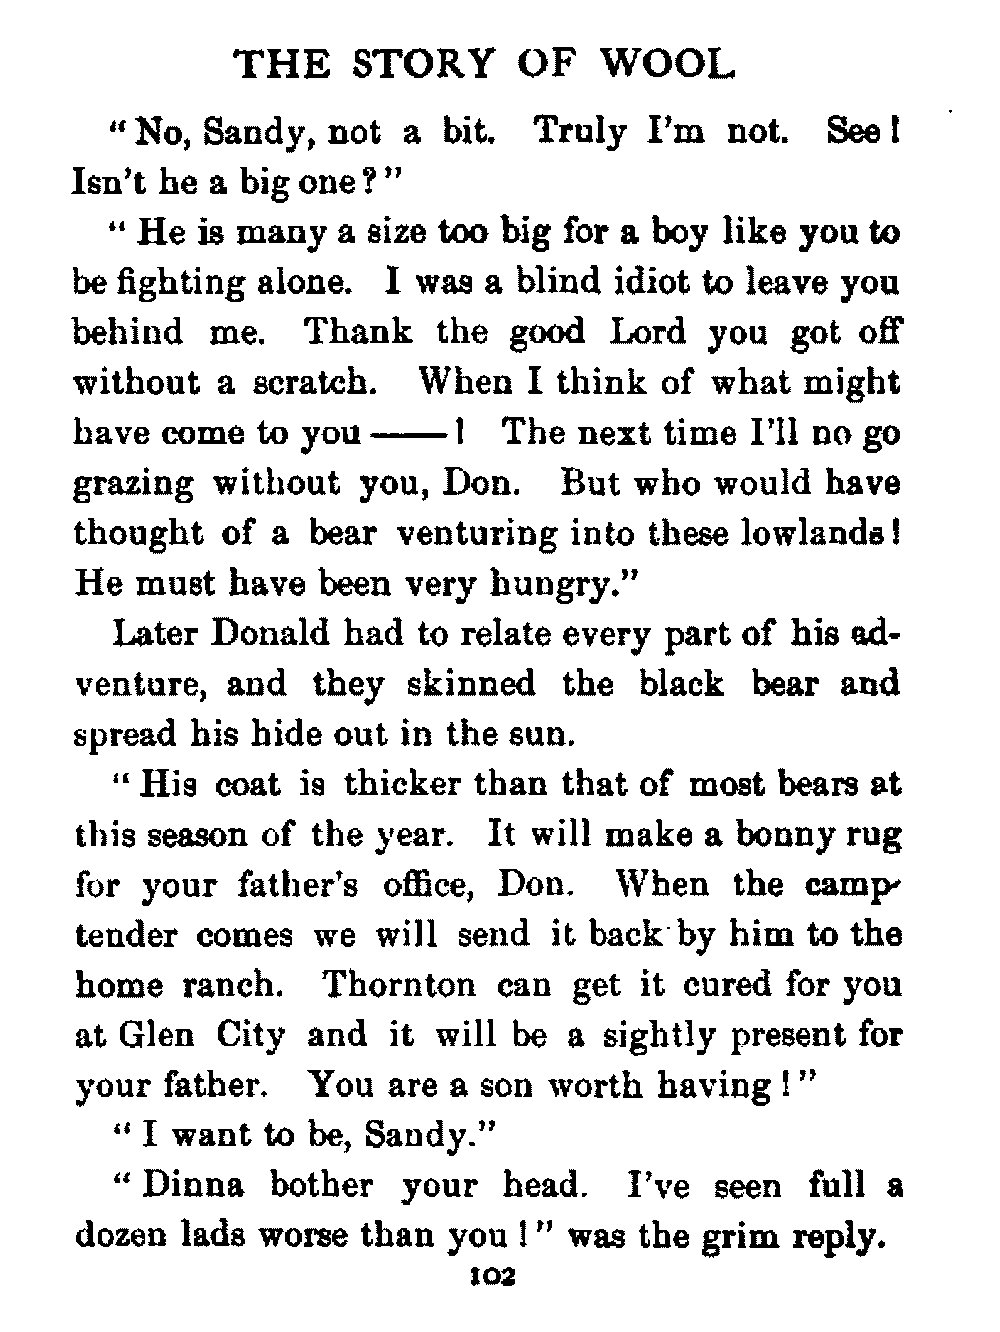 THE STORY OF WOOL
"No, Sandy, not a bit. Truly I'm not. See!
Isn't he a big one?"
"He is many a size too big for a boy like you to
be fighting alone. I was a blind idiot to leave you
behind me. Thank the good Lord you got off
without a scratch. When I think of what might
have come to you ——! The next time I'll no go
grazing without you, Don. But who would have
thought of a bear venturing into these lowlands!
He must have been very hungry."
Later Donald had to relate every part of his ad-
venture, and they skinned the black bear and
spread his hide out in the sun.
"His coat is thicker than that of most bears at
this season of the year. It will make a bonny rug
for your father's office, Don. When the camp-
tender comes we will send it back by him to the
home ranch. Thornton can get it cured for you
at Glen City and it will be a sightly present for
your father. You are a son worth having!"
"I want to be, Sandy."
"Dinna bother your head. I've seen full a
dozen lads worse than you!" was the grim reply.
102